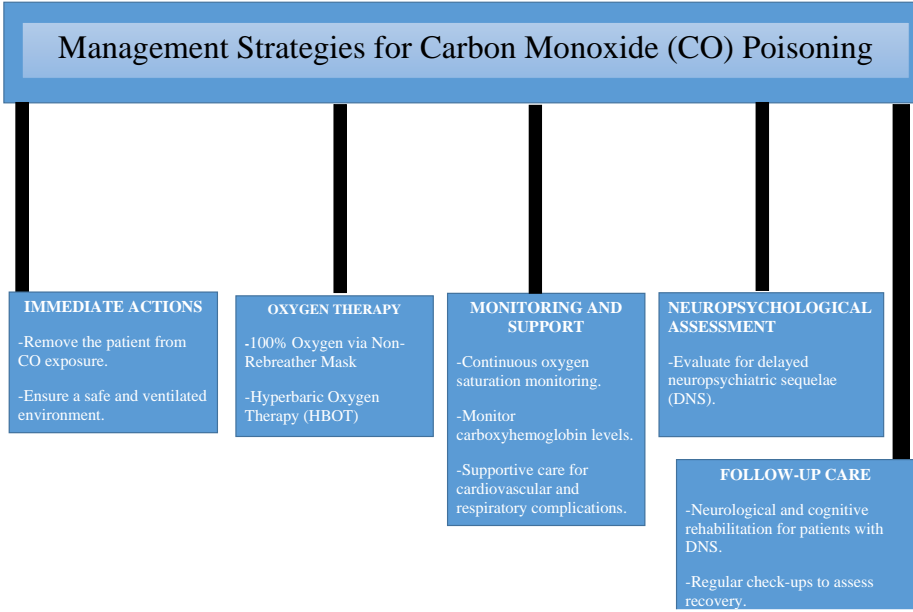 Management Strategies for Carbon Monoxide (CO) Poisoning
IMMEDIATE ACTIONS
-Remove the patient from
CO exposure.
-Ensure a safe and ventilated
environment.
OXYGEN THERAPY
-100% Oxygen via Non-
Rebreather Mask
-Hyperbaric Oxygen
Therapy (HBOT)
MONITORING AND
SUPPORT
-Continuous oxygen
saturation monitoring.
-Monitor
carboxyhemoglobin levels.
-Supportive care for
cardiovascular and
respiratory complications.
NEUROPSYCHOLOGICAL
ASSESSMENT
-Evaluate for delayed
neuropsychiatric sequelae
(DNS).
FOLLOW-UP CARE
-Neurological and cognitive
rehabilitation for patients with
DNS.
-Regular check-ups to assess
recovery.